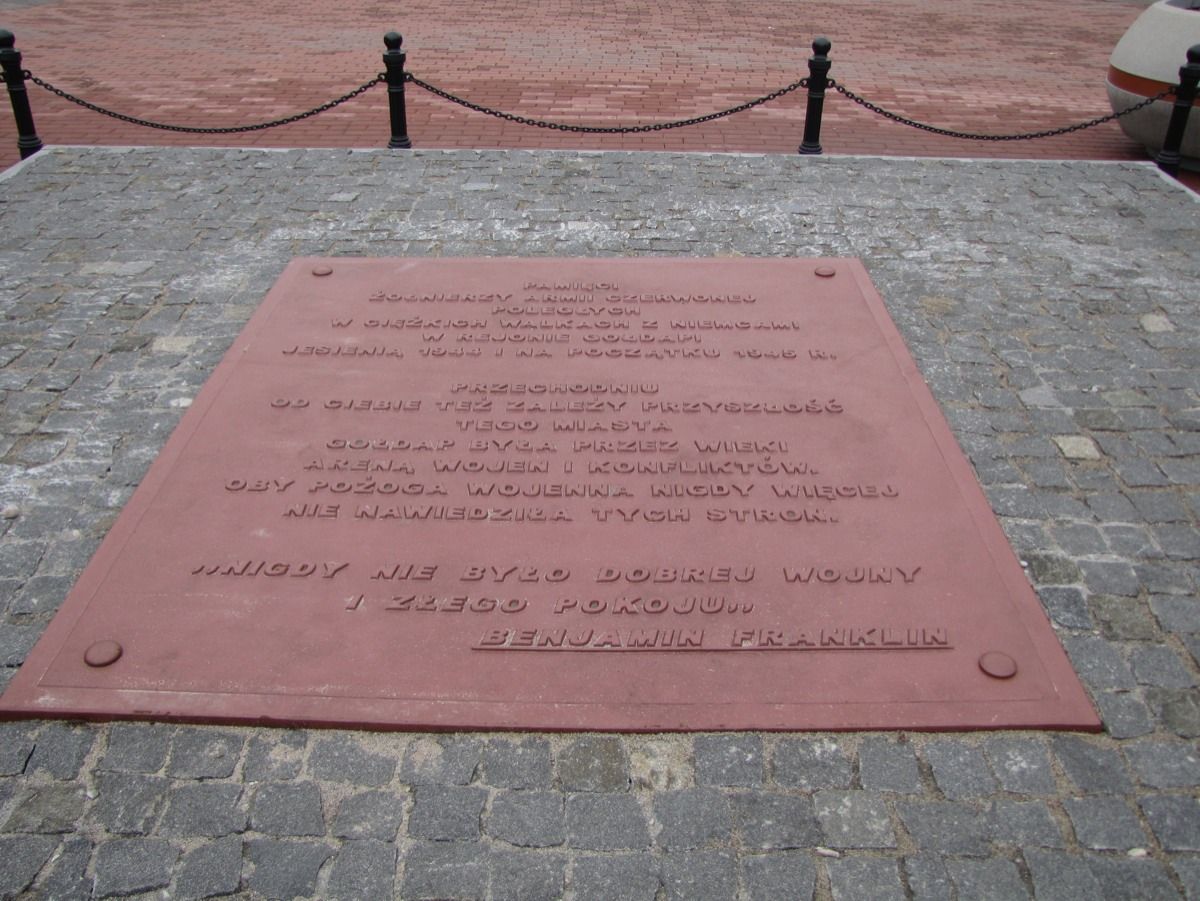 PAMIĘCI
ŻOŁNIERZY ARMII CZERWONEJ
POLEGŁYCH
W CIĘŻKICH WALKACH Z NIEMCAMI
W REJONIE GOŁDAPI
JESIENIĄ 1944 I NA POCZĄTKU 1945 R.
PRZECHODNIU
OD CIEBIE TEŻ ZALEŻY PRZYSZŁOŚĆ
TEGO MIASTA
GOŁDAP BYŁA PRZEZ WIEKI
ARENĄ WOJEN I KONFLIKTÓW.
OBY POŻOGA WOJENNA NIGDY WIĘCEJ
NIE NAWIEDZIŁA TYCH STRON.
,,NIGDY NIE BYŁO DOBREJ WOJNY
I ZŁEGO POKOJU,,
BENJAMIN FRANKLIN